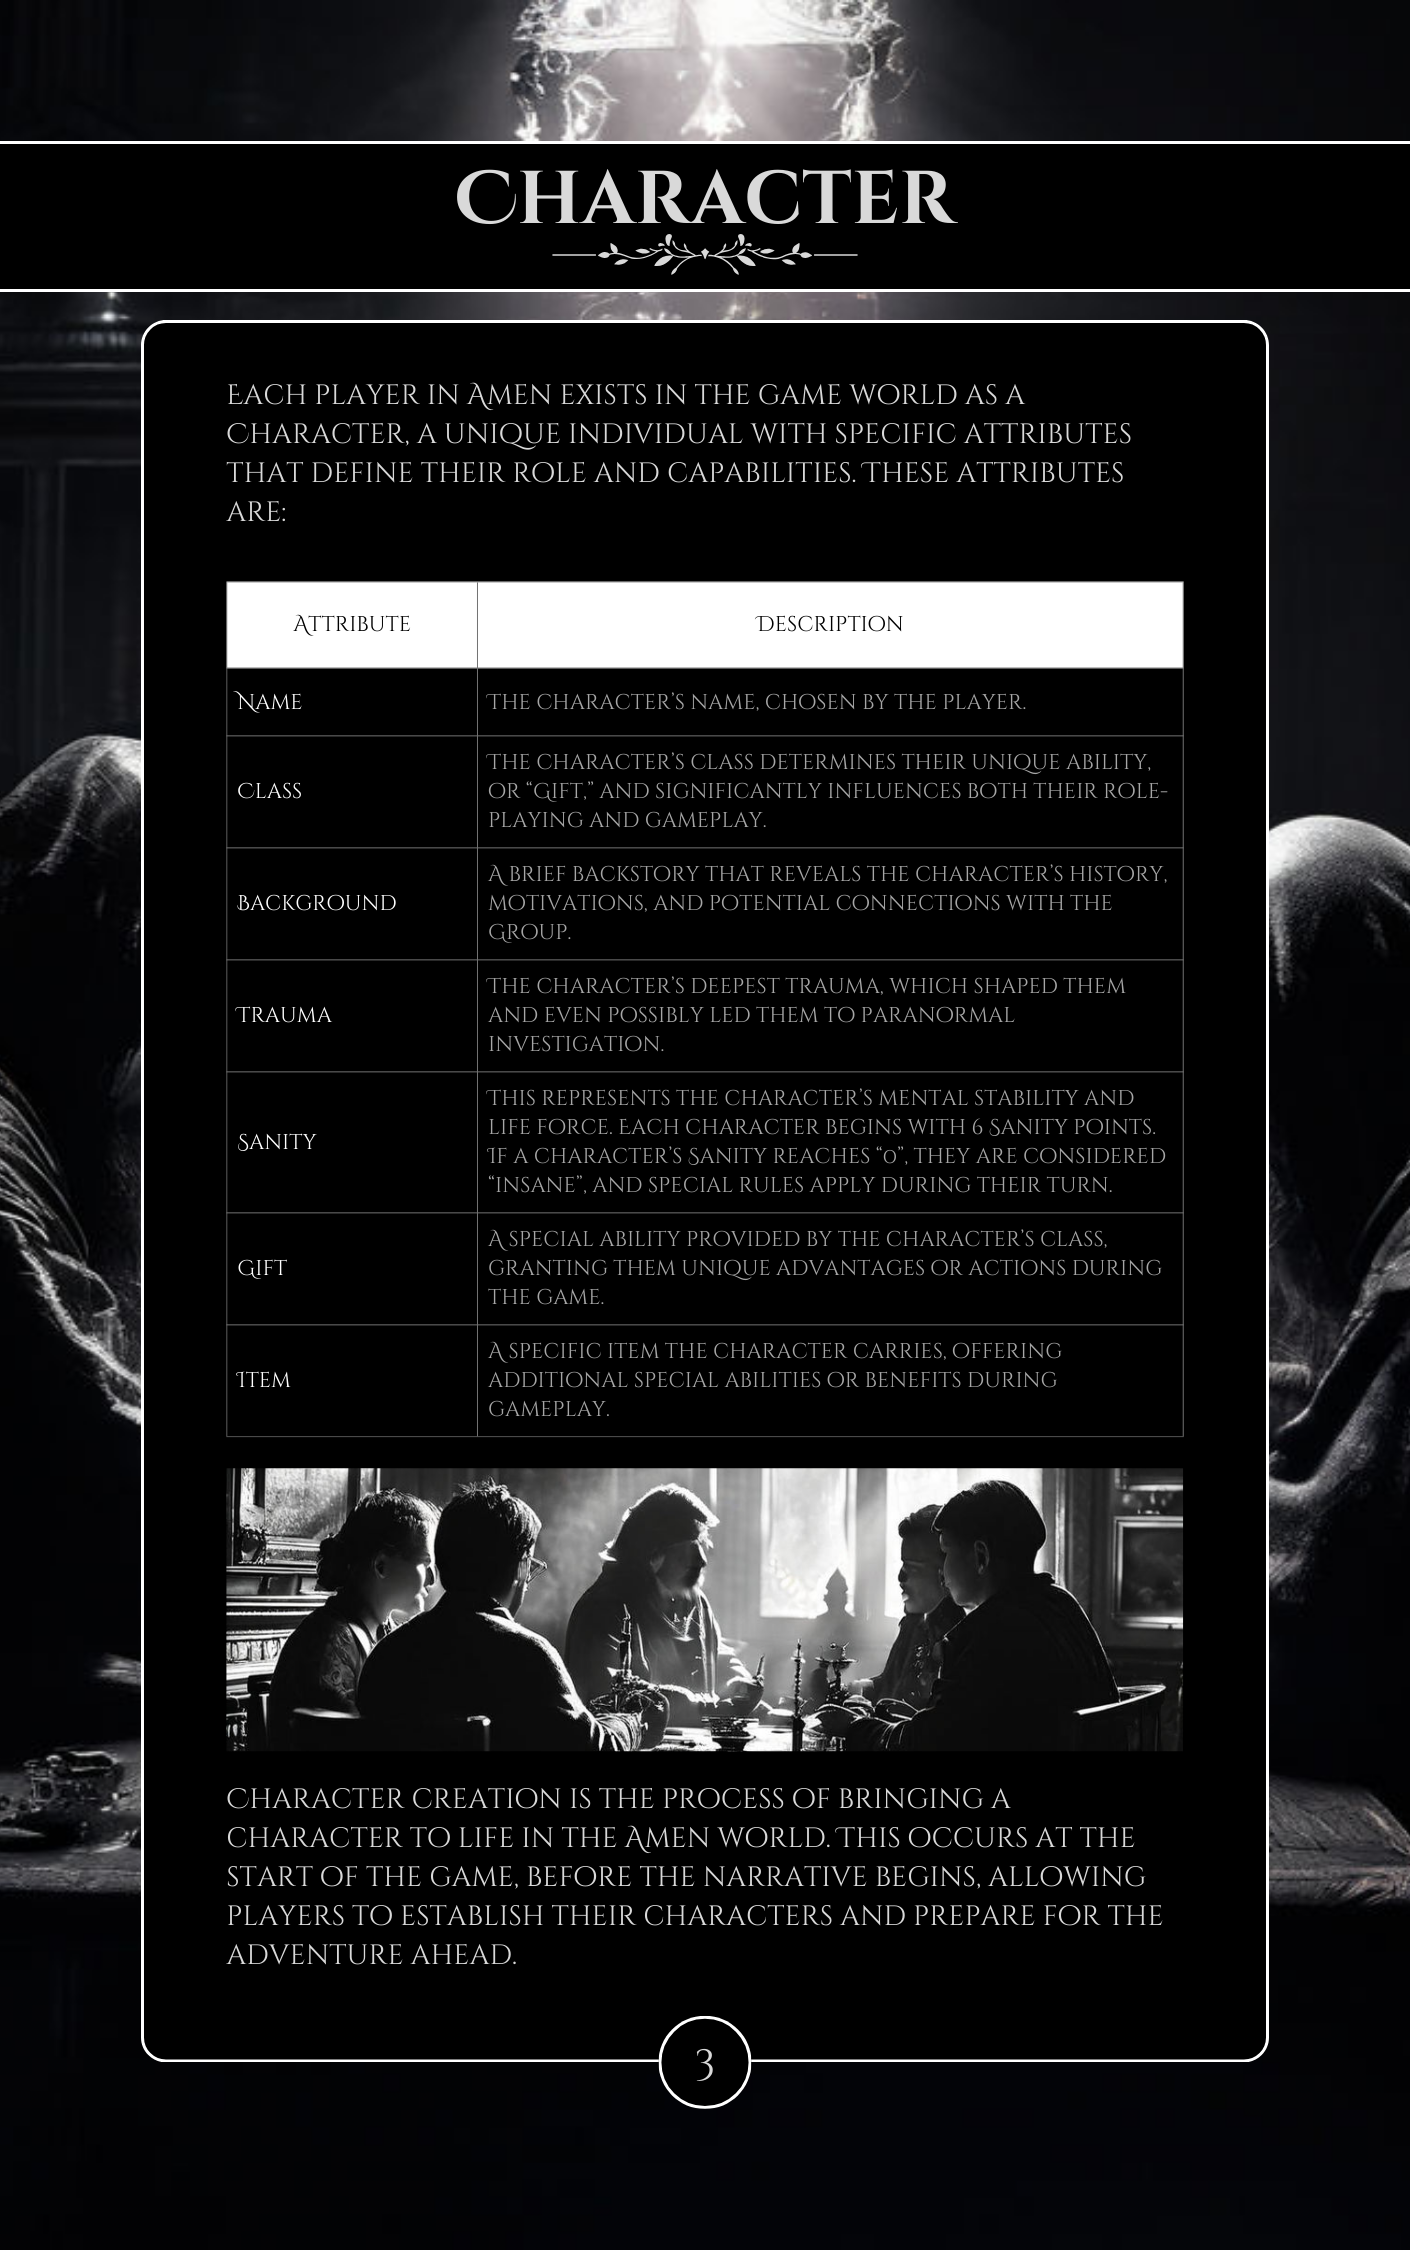 Character
Each player in Amen exists in the game world as a
character, a unique individual with specific attributes
that define their role and capabilities. These attributes
are:
Attribute
Description
Name
The character’s name, chosen by the player.
Class
The character’s class determines their unique ability,
or “Gift,” and significantly influences both their role-
playing and gameplay.
Background
A brief backstory that reveals the character’s history,
motivations, and potential connections with the
group.
Trauma
The character’s deepest trauma, which shaped them
and even possibly led them to paranormal
investigation.
Sanity
This represents the character’s mental stability and
life force. Each character begins with 6 Sanity points.
If a character’s Sanity reaches “0”, they are considered
“insane”, and special rules apply during their turn.
Gift
A special ability provided by the character’s class,
granting them unique advantages or actions during
the game.
Item
A specific item the character carries, offering
additional special abilities or benefits during
gameplay.
Character creation is the process of bringing a
character to life in the Amen world. This occurs at the
start of the game, before the narrative begins, allowing
players to establish their characters and prepare for the
adventure ahead.
3